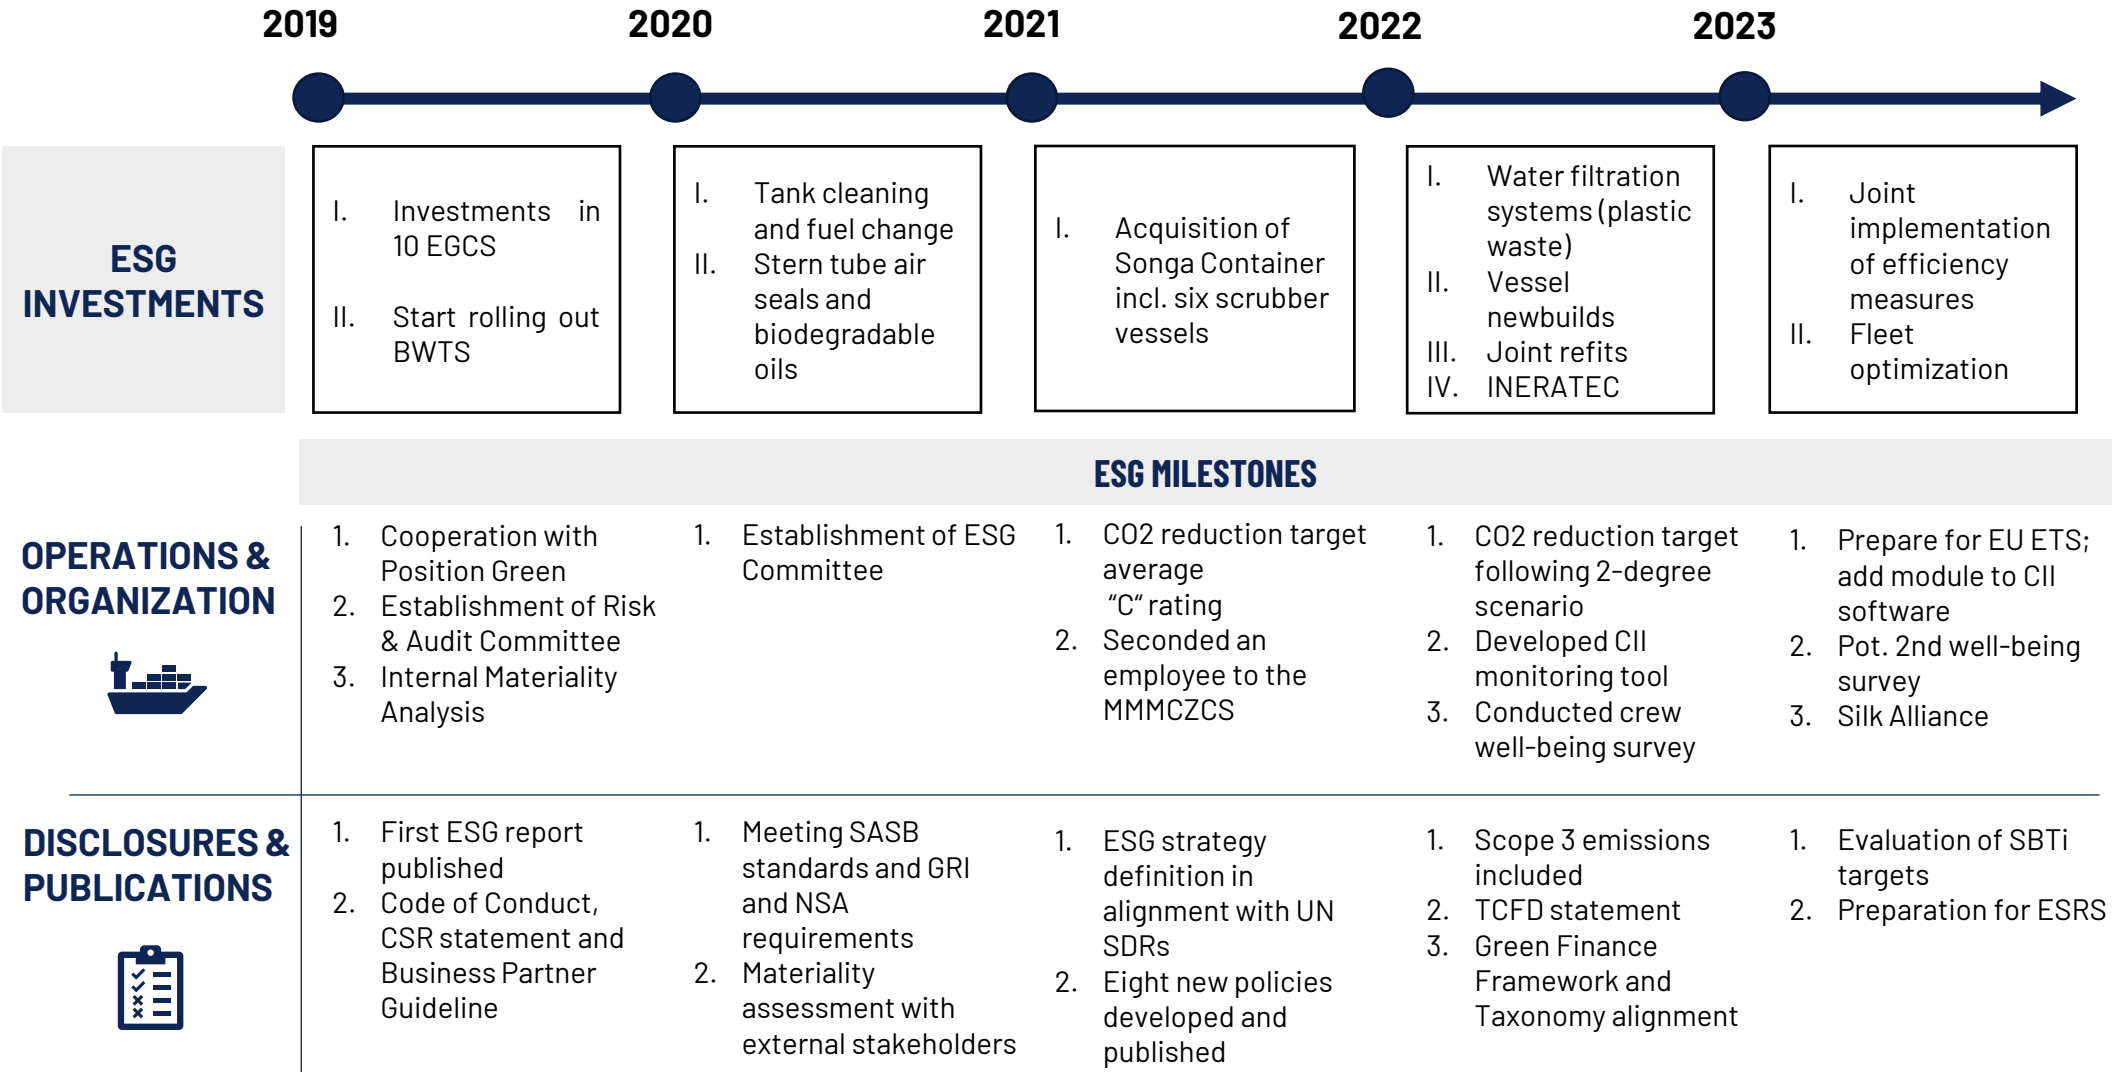 2019
2020
2021
2022
2023
ESG
INVESTMENTS
I. Investments in
10 EGCS
II. Start rolling out
BWTS
I. Tank cleaning
and fuel change
II. Stern tube air
seals and
biodegradable
oils
I. Acquisition of
Songa Container
incl. six scrubber
vessels
I. Water filtration
systems (plastic
waste)
II. Vessel
newbuilds
III. Joint refits
IV. INERATEC
I. Joint
implementation
of efficiency
measures
II. Fleet
optimization
ESG MILESTONES
OPERATIONS &
ORGANIZATION
1. Cooperation with
Position Green
2. Establishment of Risk
& Audit Committee
3. Internal Materiality
Analysis
1. Establishment of ESG
Committee
1. CO2 reduction target
average
“C“ rating
2. Seconded an
employee to the
MMMCZCS
1. CO2 reduction target
following 2-degree
scenario
2. Developed CII
monitoring tool
3. Conducted crew
well-being survey
1. Prepare for EU ETS;
add module to CII
software
2. Pot. 2nd well-being
survey
3. Silk Alliance
DISCLOSURES &
PUBLICATIONS
1. First ESG report
published
2. Code of Conduct,
CSR statement and
Business Partner
Guideline
1. Meeting SASB
standards and GRI
and NSA
requirements
2. Materiality
assessment with
external stakeholders
1. ESG strategy
definition in
alignment with UN
SDRs
2. Eight new policies
developed and
published
1. Scope 3 emissions
included
2. TCFD statement
3. Green Finance
Framework and
Taxonomy alignment
1. Evaluation of SBTi
targets
2. Preparation for ESRS